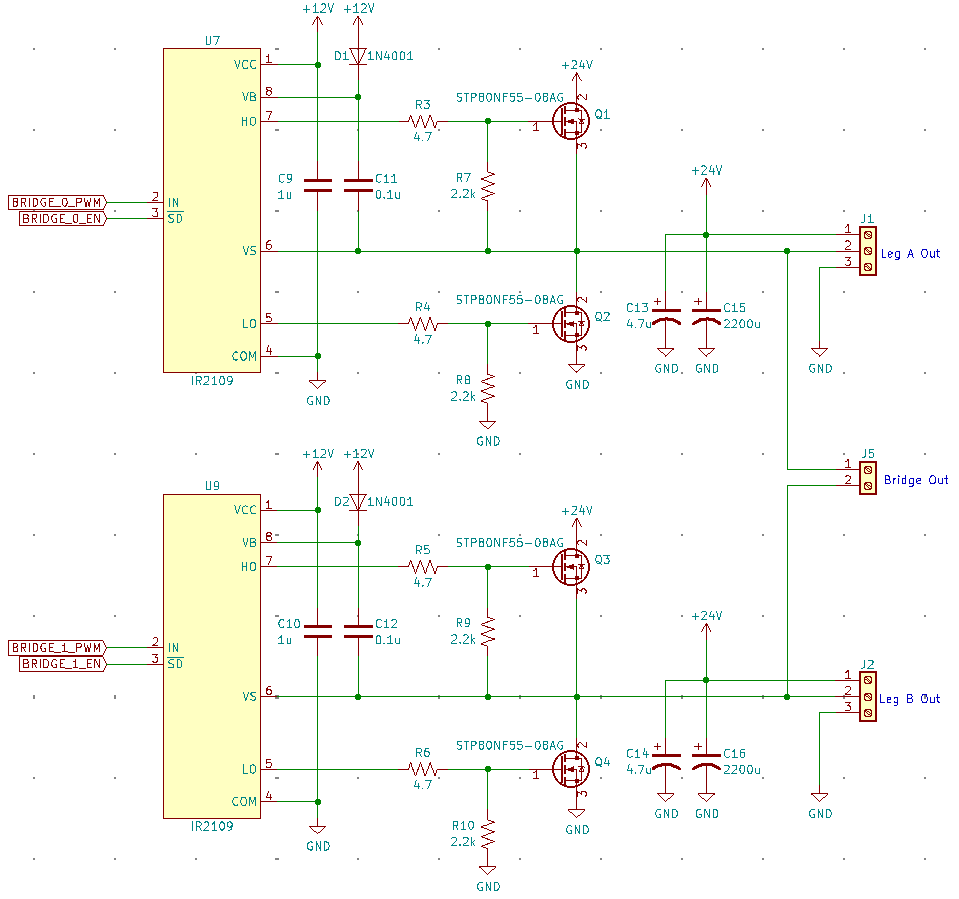 +12V +12V
U7
D1 1N4001
VCC 1
+24V
VB 8
STP80NF55-08AG 2
R3
Q1
HO 7
1
4.7
3
+24V
C9 C11
R7
1u 0.1u
2.2k
BRIDGE_0_PWM 2 IN
BRIDGE_0_EN 3 SD
J1
1
VS 6
2
Leg A Out
3
STP80NF55-08AG 2
R4
C13 + + C15
LO 5
Q2
1
4.7u 2200u
4.7
3
COM 4
GND GND GND
IR2109
R8
GND
GND
2.2k
GND
+12V +12V
J5
1
2
Bridge Out
U9
D2 1N4001
VCC 1
+24V
VB 8
STP80NF55-08AG 2
R5
Q3
HO 7
1
4.7
3
+24V
C10 C12
R9
1u 0.1u
2.2k
BRIDGE_1_PWM 2 IN
BRIDGE_1_EN 3 SD
J2
1
VS 6
2
Leg B Out
3
STP80NF55-08AG 2
R6
C14 + + C16
LO 5
Q4
1
4.7u 2200u
4.7
3
COM 4
GND GND GND
IR2109
R10
GND
GND
2.2k
GND